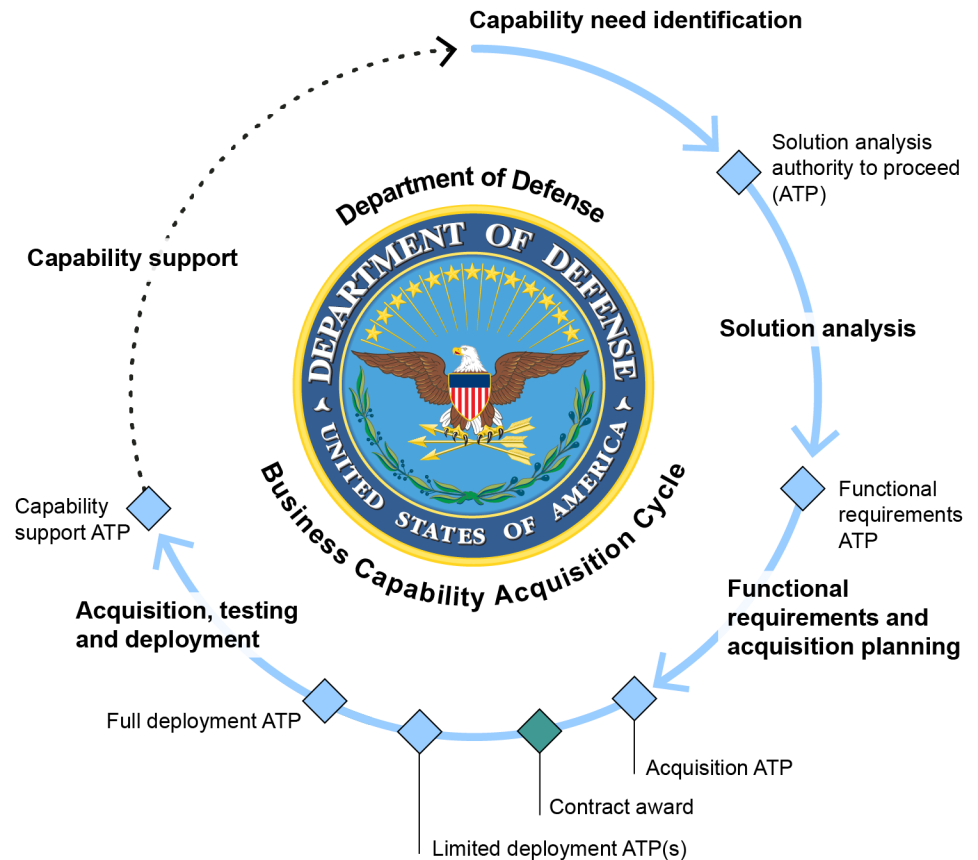 Capability need identification
Solution analysis
authority to proceed
(ATP)
Department of Defense
DEPARTMENT OF DEFENSE
UNITED STATES OF AMERICA
Business Capability Acquisition Cycle
Capability support
Solution analysis
Functional
requirements
ATP
Capability
support ATP
Functional
requirements and
acquisition planning
Acquisition, testing
and deployment
Full deployment ATP
Acquisition ATP
Contract award
Limited deployment ATP(s)